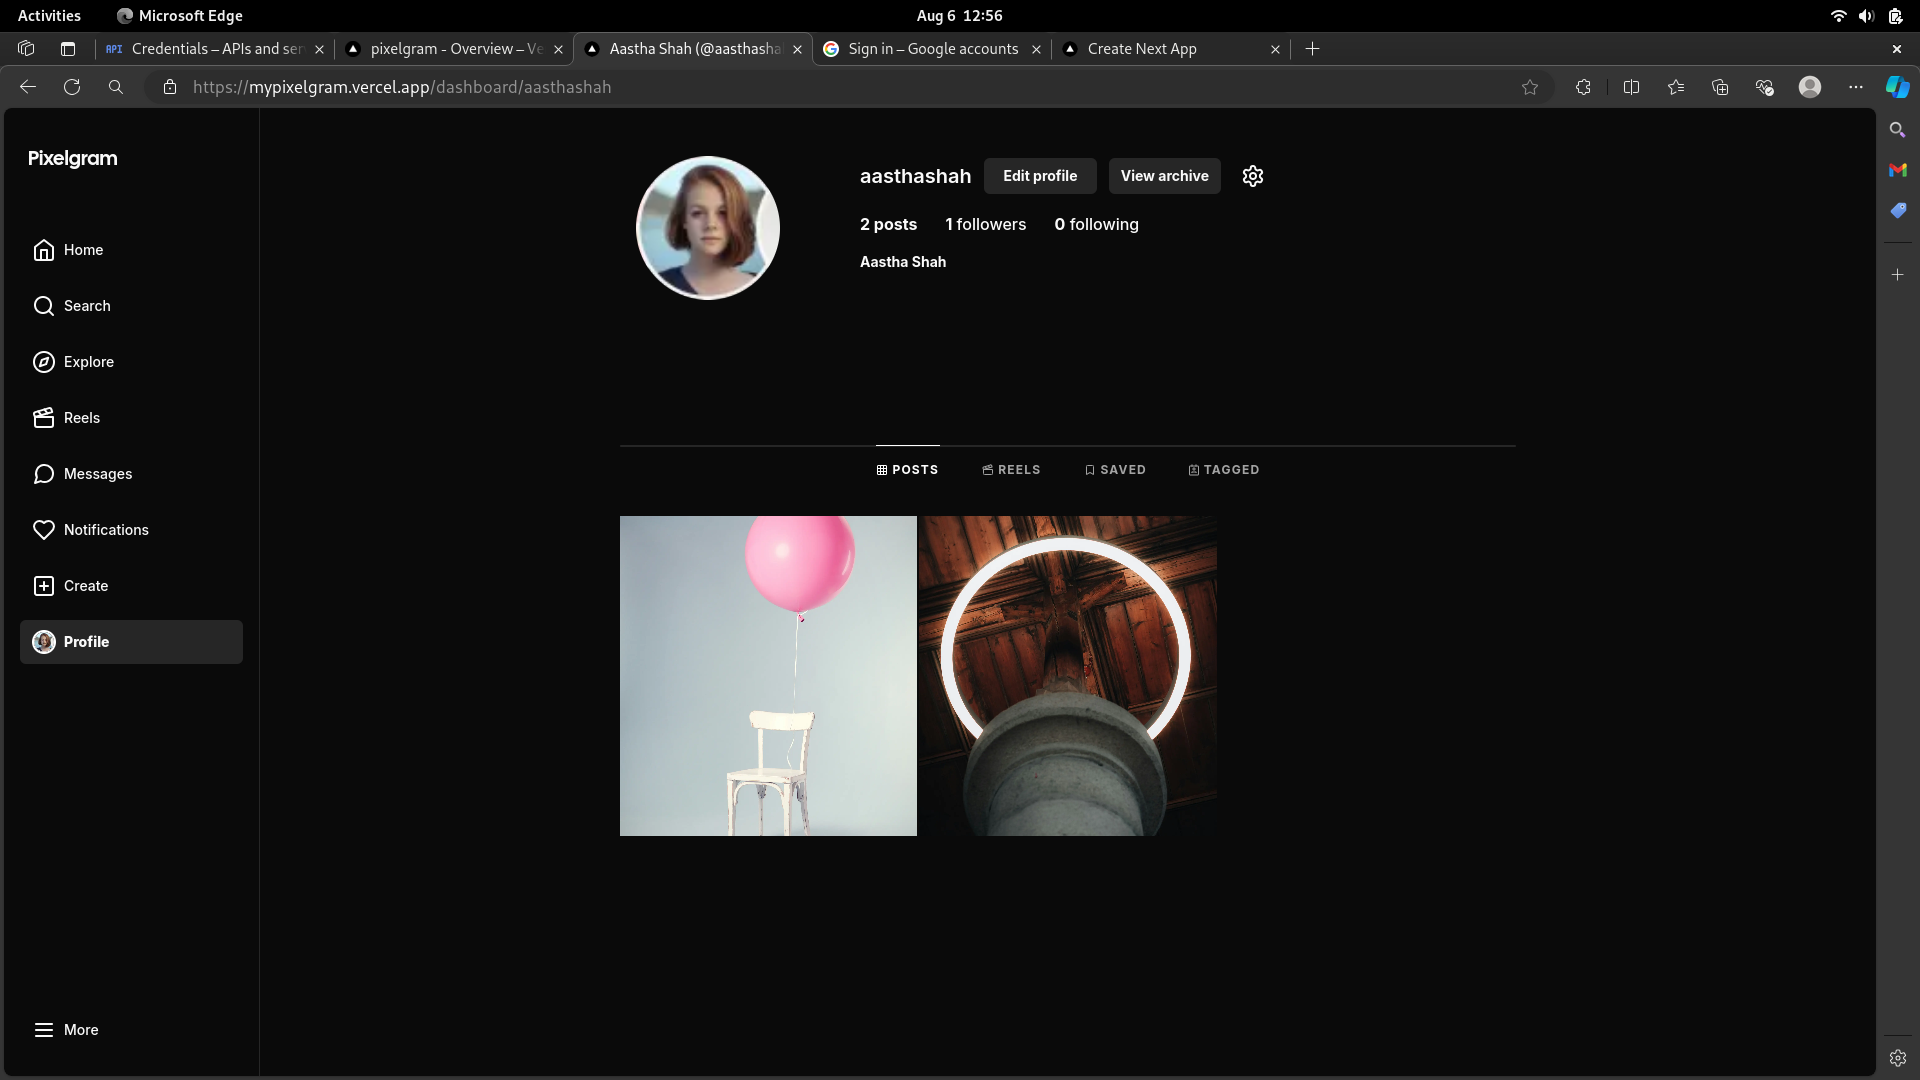 Activities
Microsoft Edge
Aug 6 12:56
API
Credentials – APIs and ser
pixelgram - Overview – Ve
Aastha Shah (@aasthasha
Sign in – Google accounts
Create Next App
https://mypixelgram.vercel.app/dashboard/aasthashah
Pixelgram
Home
Search
Explore
Reels
Messages
Notifications
Create
Profile
More
aasthashah
Edit profile
View archive
2 posts
1 followers
0 following
Aastha Shah
POSTS
REELS
SAVED
TAGGED